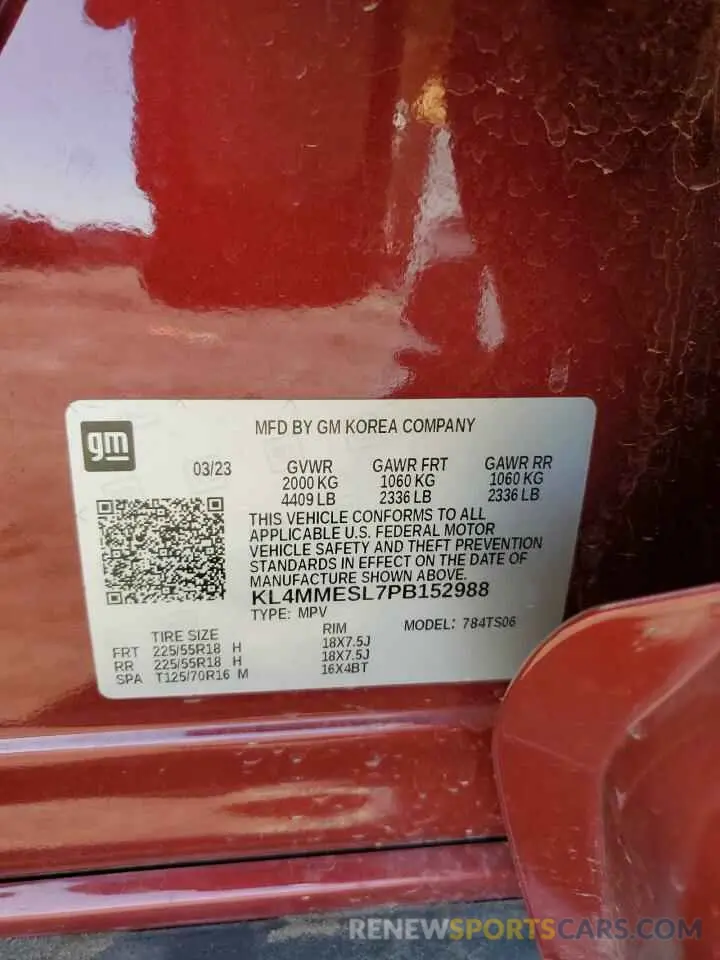 gm
MFD BY GM KOREA COMPANY
03/23 GVWR GAWR FRT GAWR RR
2000 KG 1060 KG 1060 KG
4409 LB 2336 LB 2336 LB
THIS VEHICLE CONFORMS TO ALL
APPLICABLE U.S. FEDERAL MOTOR
VEHICLE SAFETY AND THEFT PREVENTION
STANDARDS IN EFFECT ON THE DATE OF
MANUFACTURE SHOWN ABOVE.
KL4MMESL7PB152988
TYPE: MPV MODEL: 784TS06
TIRE SIZE RIM
FRT 225/55R18 H 18X7.5J
RR 225/55R18 H 18X7.5J
SPA T125/70R16 M 16X4BT
RENEWSPORTSCARS.COM